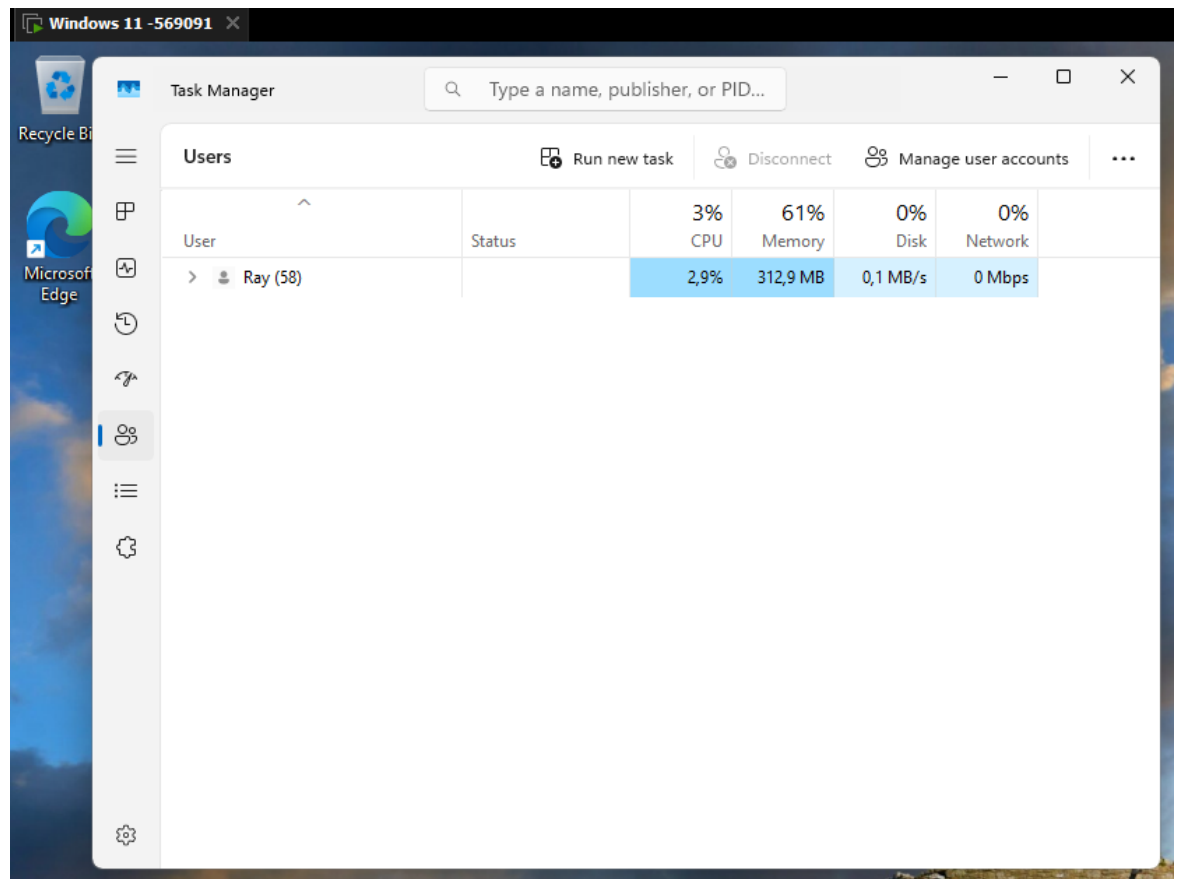 Windows 11 -569091
Recycle Bi
Microsof
Edge
Task Manager
Type a name, publisher, or PID...
Users
Run new task
Disconnect
Manage user accounts
3% 61% 0% 0%
User Status CPU Memory Disk Network
Ray (58) 2,9% 312,9 MB 0,1 MB/s 0 Mbps